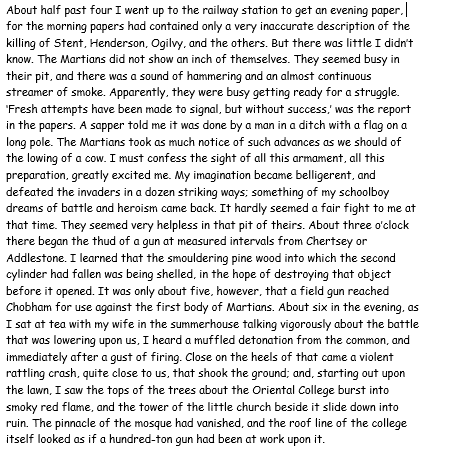 About half past four I went up to the railway station to get an evening paper,
for the morning papers had contained only a very inaccurate description of the
killing of Stent, Henderson, Ogilvy, and the others. But there was little I didn't
know. The Martians did not show an inch of themselves. They seemed busy in
their pit, and there was a sound of hammering and an almost continuous
streamer of smoke. Apparently, they were busy getting ready for a struggle.
'Fresh attempts have been made to signal, but without success,' was the report
in the papers. A sapper told me it was done by a man in a ditch with a flag on a
long pole. The Martians took as much notice of such advances as we should of
the lowing of a cow. I must confess the sight of all this armament, all this
preparation, greatly excited me. My imagination became belligerent, and
defeated the invaders in a dozen striking ways; something of my schoolboy
dreams of battle and heroism came back. It hardly seemed a fair fight to me at
that time. They seemed very helpless in that pit of theirs. About three o'clock
there began the thud of a gun at measured intervals from Chertsey or
Addlestone. I learned that the smouldering pine wood into which the second
cylinder had fallen was being shelled, in the hope of destroying that object
before it opened. It was only about five, however, that a field gun reached
Chobham for use against the first body of Martians. About six in the evening, as
I sat at tea with my wife in the summerhouse talking vigorously about the battle
that was lowering upon us, I heard a muffled detonation from the common, and
immediately after a gust of firing. Close on the heels of that came a violent
rattling crash, quite close to us, that shook the ground; and, starting out upon
the lawn, I saw the tops of the trees about the Oriental College burst into
smoky red flame, and the tower of the little church beside it slide down into
ruin. The pinnacle of the mosque had vanished, and the roof line of the college
itself looked as if a hundred-ton gun had been at work upon it.